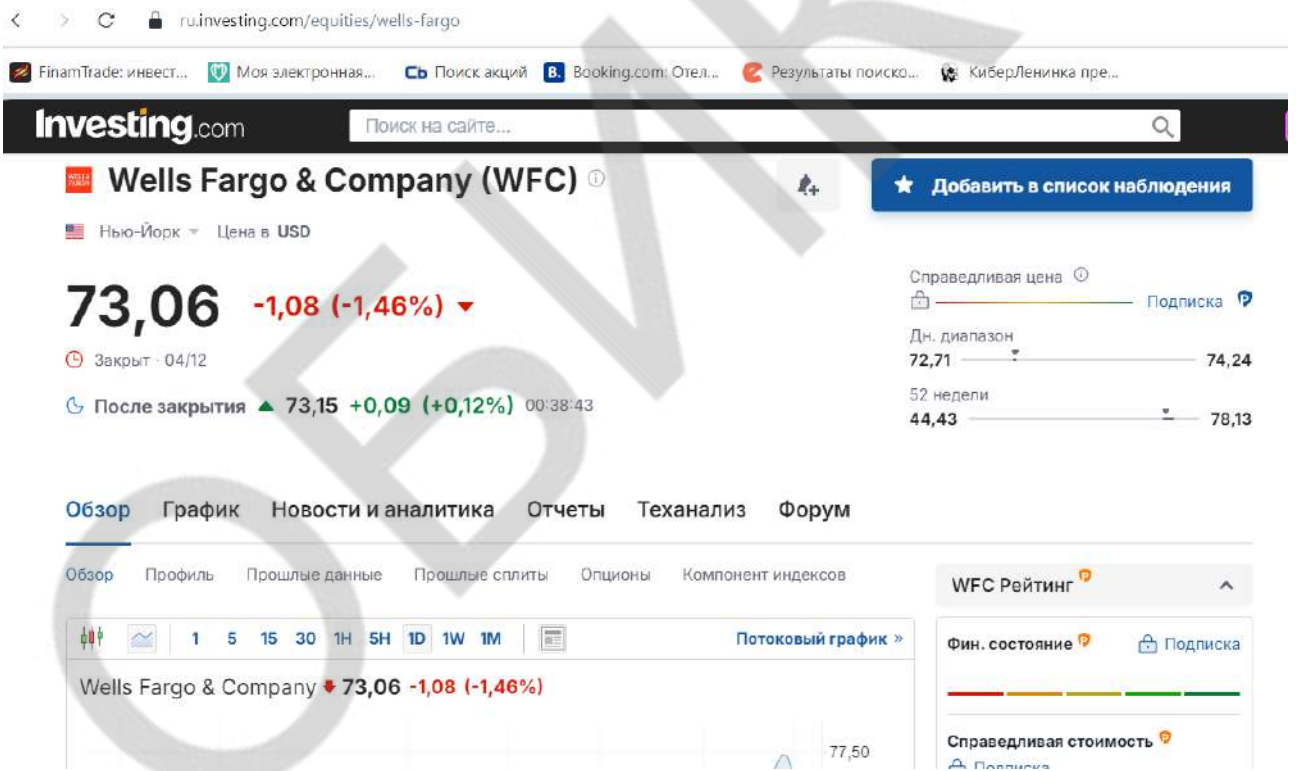 ru.investing.com/equities/wells-fargo
FinamTrade: инвест... Моя электронная... Сь Поиск акций B. Booking.com: Отел... Результаты поиско... КиберЛенинка пре...
Investing.com Поиск на сайте...
Wells Fargo & Company (WFC)
Добавить в список наблюдения
Нью-Йорк Цена в USD
73,06 -1,08 (-1,46%)
Закрыт · 04/12
После закрытия 73,15 +0,09 (+0,12%) 00:38:43
Справедливая цена
Подписка
Дн. диапазон
72,71 74,24
52 недели
44,43 78,13
Обзор График Новости и аналитика Отчеты Теханализ Форум
Обзор Профиль Прошлые данные Прошлые сплиты Опционы Компонент индексов
1 5 15 30 1H 5H 1D 1W 1M Потоковый график »
Wells Fargo & Company 73,06 -1,08 (-1,46%)
77,50
WFC Рейтинг
Фин. состояние Подписка
Справедливая стоимость
Подписка
ОБИК